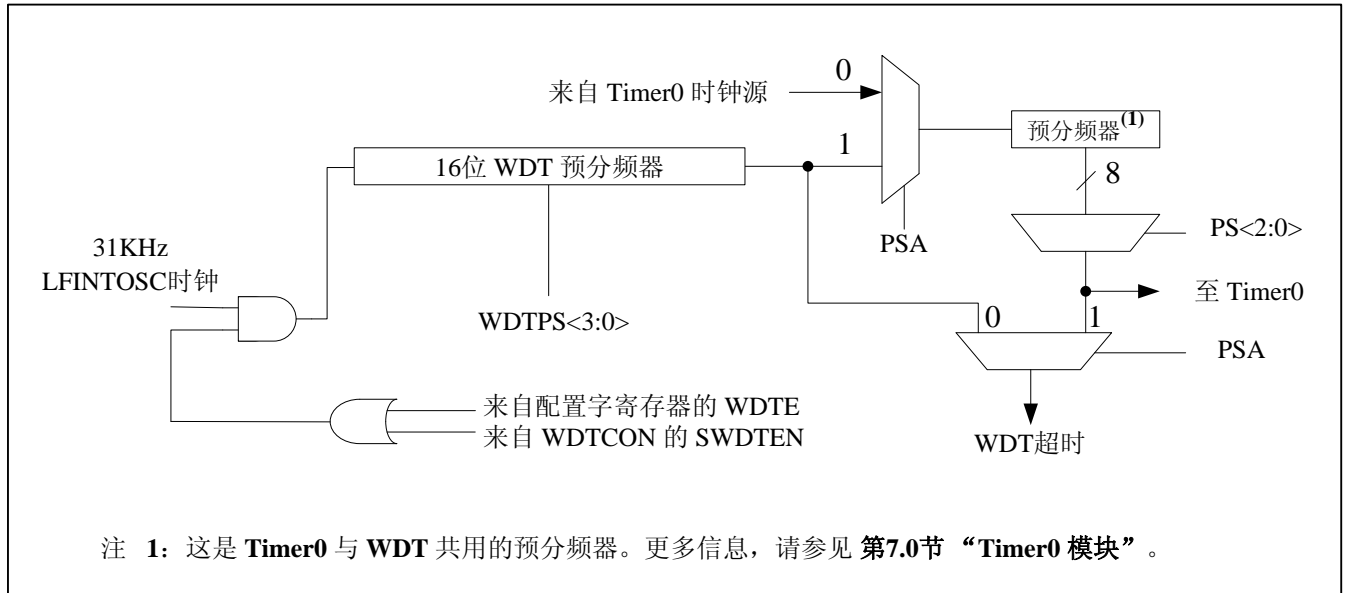 来自 Timer0 时钟源
0
1
PSA
预分频器(1)
8
PS<2:0>
至 Timer0
16位 WDT 预分频器
WDTPS<3:0>
31KHz
LFINTOSC时钟
0
1
PSA
WDT超时
来自配置字寄存器的 WDTE
来自 WDTCON 的 SWDTEN
注 1：这是 Timer0 与 WDT 共用的预分频器。更多信息，请参见 第7.0节 “Timer0 模块”。